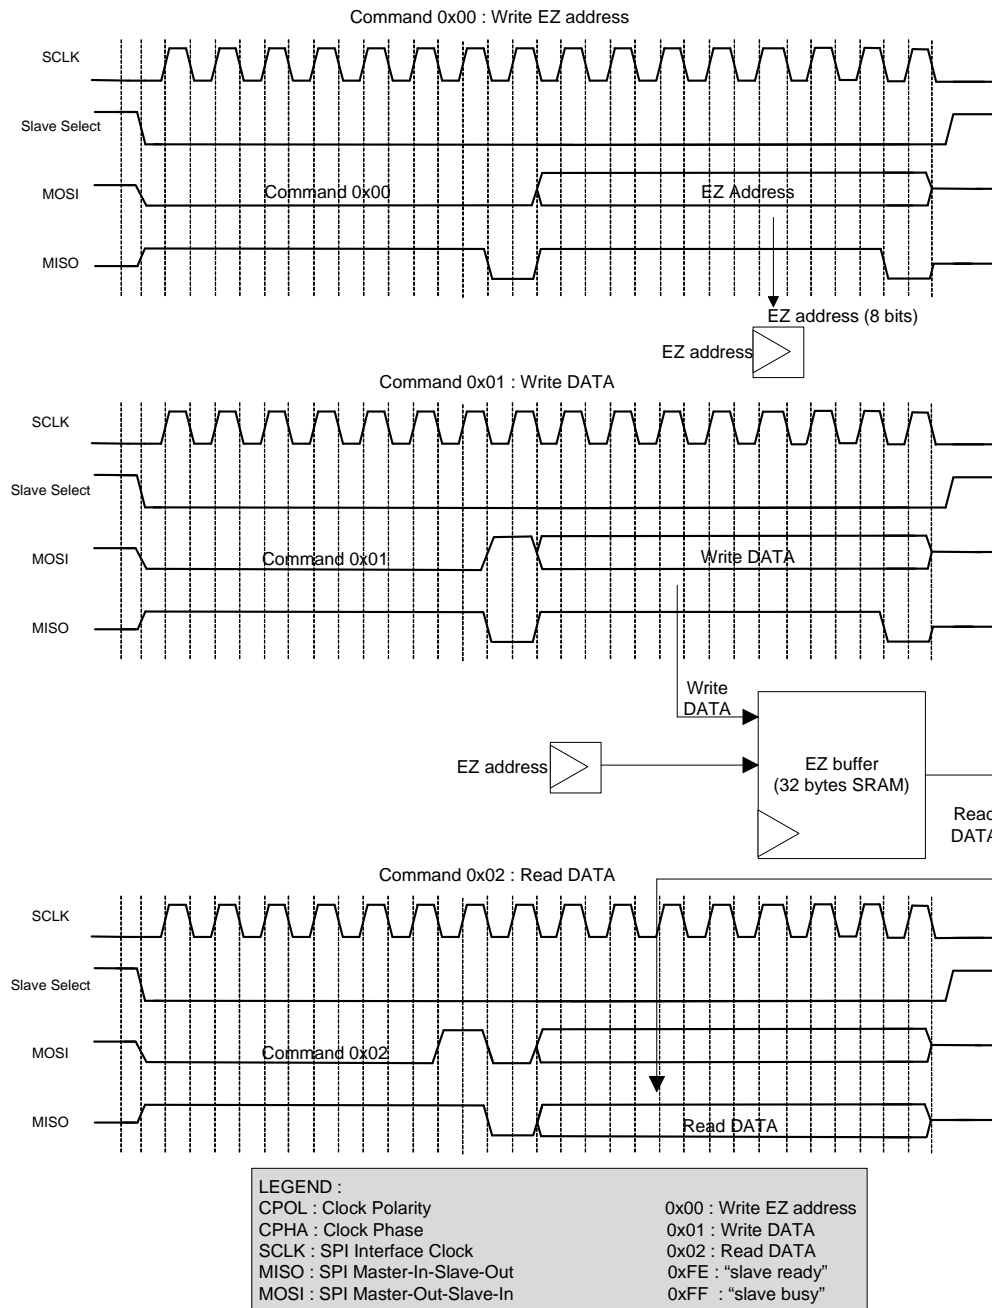 Command 0x00 : Write EZ address
SCLK
Slave Select
MOSI
Command 0x00
EZ Address
MISO
EZ address (8 bits)
EZ address
Command 0x01 : Write DATA
SCLK
Slave Select
MOSI
Command 0x01
Write DATA
MISO
Write
DATA
EZ address
EZ buffer
(32 bytes SRAM)
Read
DATA
Command 0x02 : Read DATA
SCLK
Slave Select
MOSI
Command 0x02
MISO
Read DATA
LEGEND :
CPOL : Clock Polarity
CPHA : Clock Phase
SCLK : SPI Interface Clock
MISO : SPI Master-In-Slave-Out
MOSI : SPI Master-Out-Slave-In
0x00 : Write EZ address
0x01 : Write DATA
0x02 : Read DATA
0xFE : “slave ready”
0xFF : “slave busy”